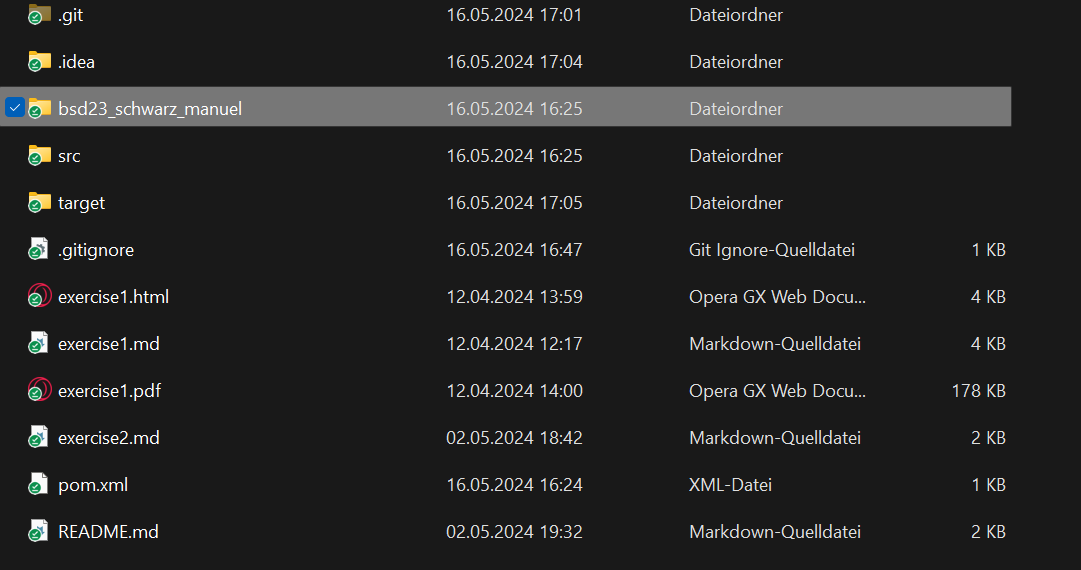 .git 16.05.2024 17:01 Dateiordner
.idea 16.05.2024 17:04 Dateiordner
bsd23_schwarz_manuel 16.05.2024 16:25 Dateiordner
src 16.05.2024 16:25 Dateiordner
target 16.05.2024 17:05 Dateiordner
.gitignore 16.05.2024 16:47 Git Ignore-Quelldatei 1 KB
exercise1.html 12.04.2024 13:59 Opera GX Web Docu... 4 KB
exercise1.md 12.04.2024 12:17 Markdown-Quelldatei 4 KB
exercise1.pdf 12.04.2024 14:00 Opera GX Web Docu... 178 KB
exercise2.md 02.05.2024 18:42 Markdown-Quelldatei 2 KB
pom.xml 16.05.2024 16:24 XML-Datei 1 KB
README.md 02.05.2024 19:32 Markdown-Quelldatei 2 KB